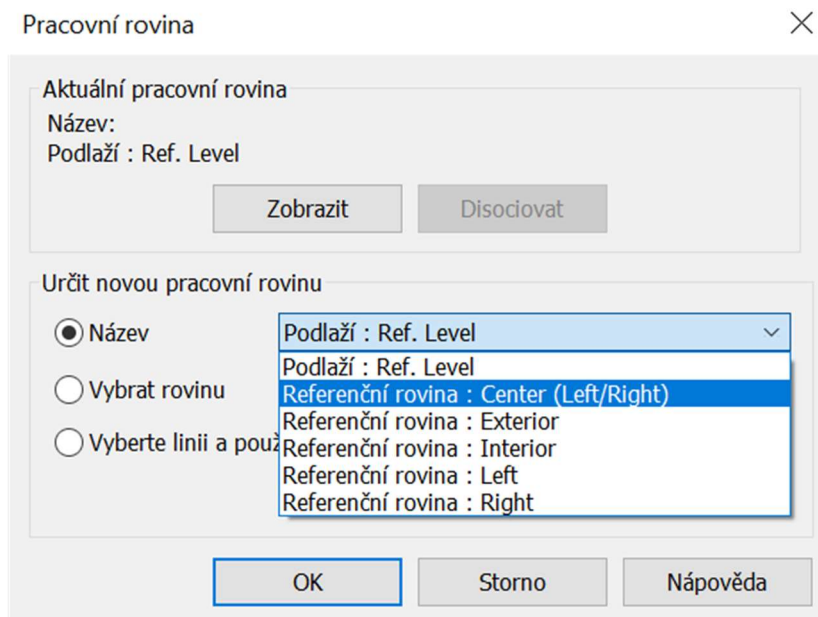 Pracovní rovina
Aktuální pracovní rovina
Název:
Podlaží : Ref. Level
Zobrazit
Disociovat
Určit novou pracovní rovinu
Název
Podlaží : Ref. Level
Podlaží : Ref. Level
Vybrat rovinu
Referenční rovina : Center (Left/Right)
Referenční rovina : Exterior
Vyberte linii a použ
Referenční rovina : Interior
Referenční rovina : Left
Referenční rovina : Right
OK
Storno
Nápověda